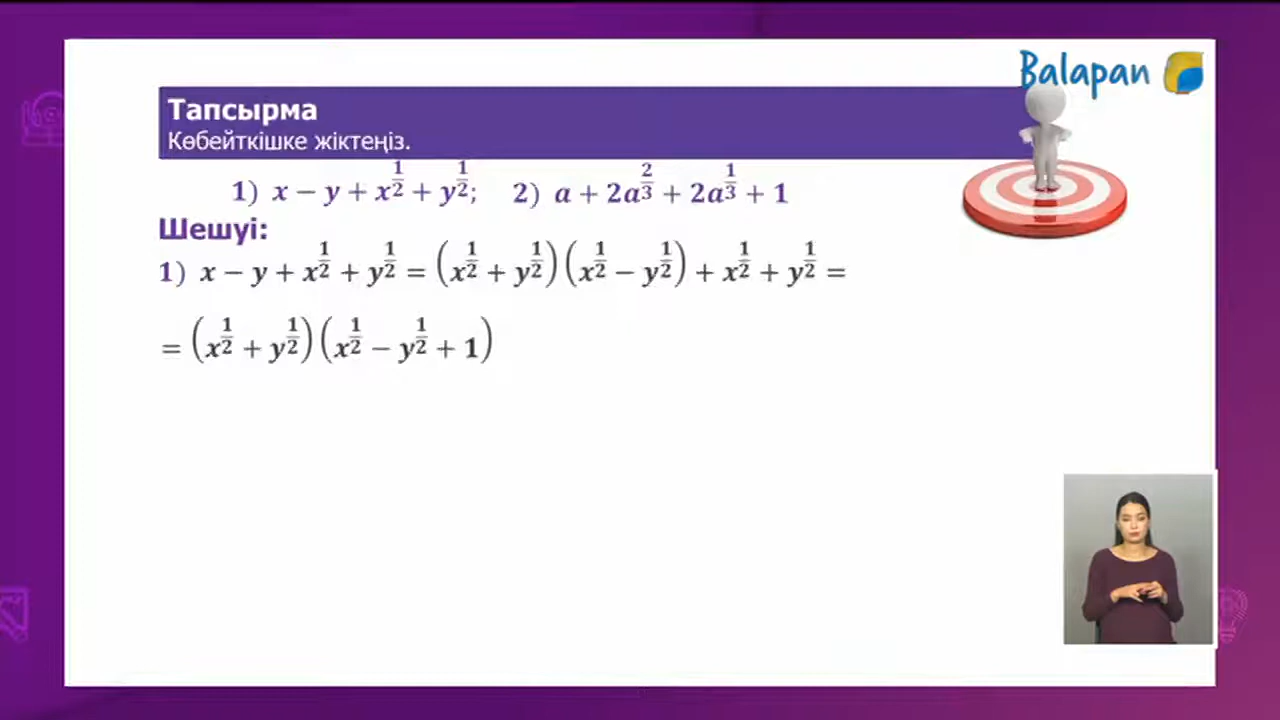 Balapan
Тапсырма
Көбейткішке жіктеңіз.
1) x − y + x^{1/2} + y^{1/2}; 2) a + 2a^{2/3} + 2a^{1/3} + 1
Шешуі:
1) x − y + x^{1/2} + y^{1/2} = (x^{1/2} + y^{1/2})(x^{1/2} − y^{1/2}) + x^{1/2} + y^{1/2} =
= (x^{1/2} + y^{1/2})(x^{1/2} − y^{1/2} + 1)